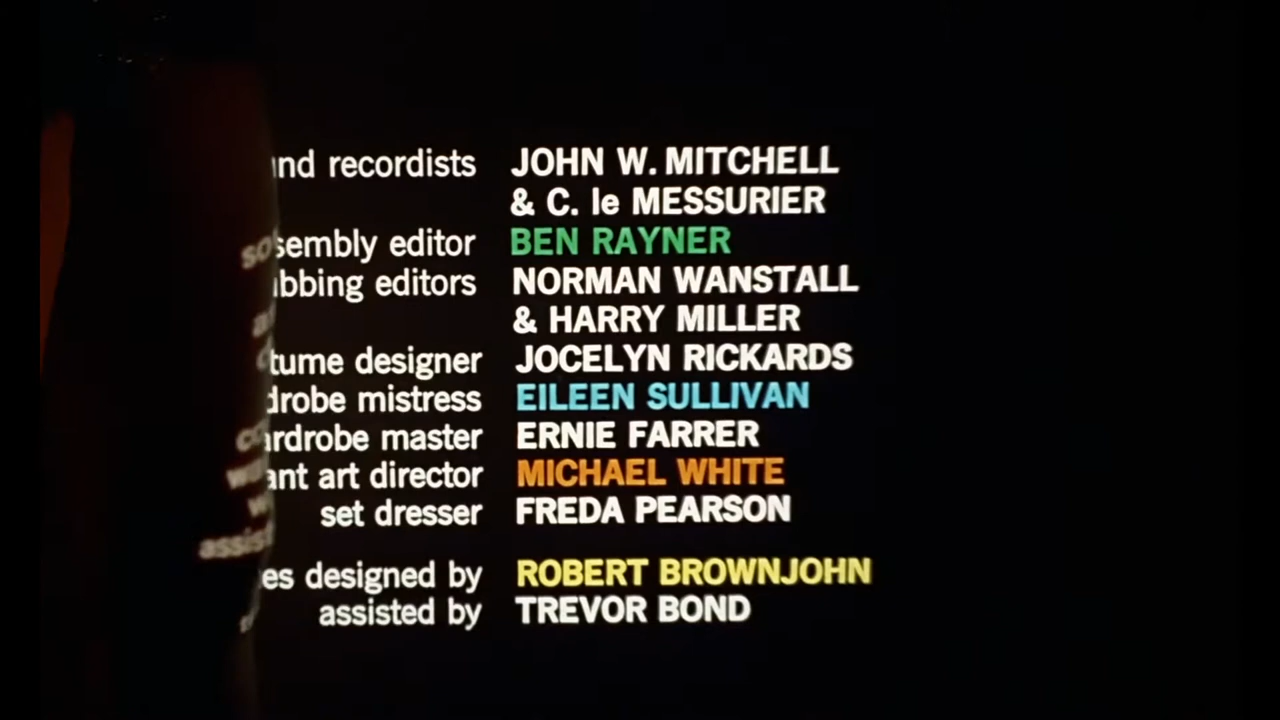 nd recordists JOHN W. MITCHELL
& C. le MESSURIER
sembly editor BEN RAYNER
bbing editors NORMAN WANSTALL
& HARRY MILLER
tume designer JOCELYN RICKARDS
drobe mistress EILEEN SULLIVAN
ardrobe master ERNIE FARRER
ant art director MICHAEL WHITE
set dresser FREDA PEARSON
assist
es designed by ROBERT BROWNJOHN
assisted by TREVOR BOND